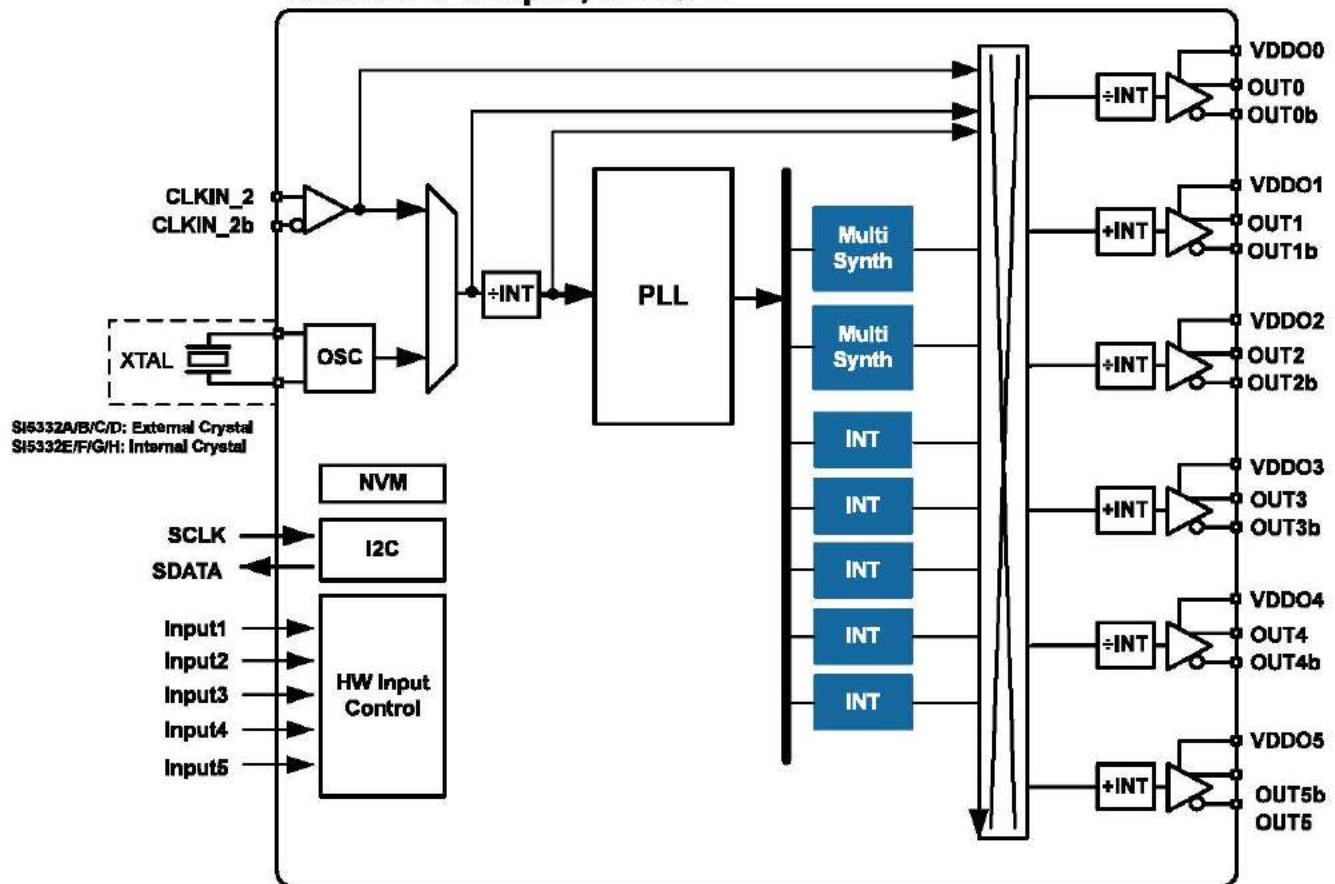 VDDO0
OUT0
÷INT
OUT0b
CLKIN_2
CLKIN_2b
VDDO1
OUT1
+INT
OUT1b
Multi
Synth
÷INT
PLL
VDDO2
Multi
Synth
OUT2
÷INT
OUT2b
XTAL
OSC
SI5332A/B/C/D: External Crystal
SI5332E/F/G/H: Internal Crystal
INT
VDDO3
NVM
OUT3
INT
+INT
OUT3b
SCLK
I2C
SDATA
INT
VDDO4
Input1
INT
OUT4
÷INT
OUT4b
Input2
Input3
HW Input
Control
INT
Input4
Input5
VDDO5
+INT
OUT5b
OUT5